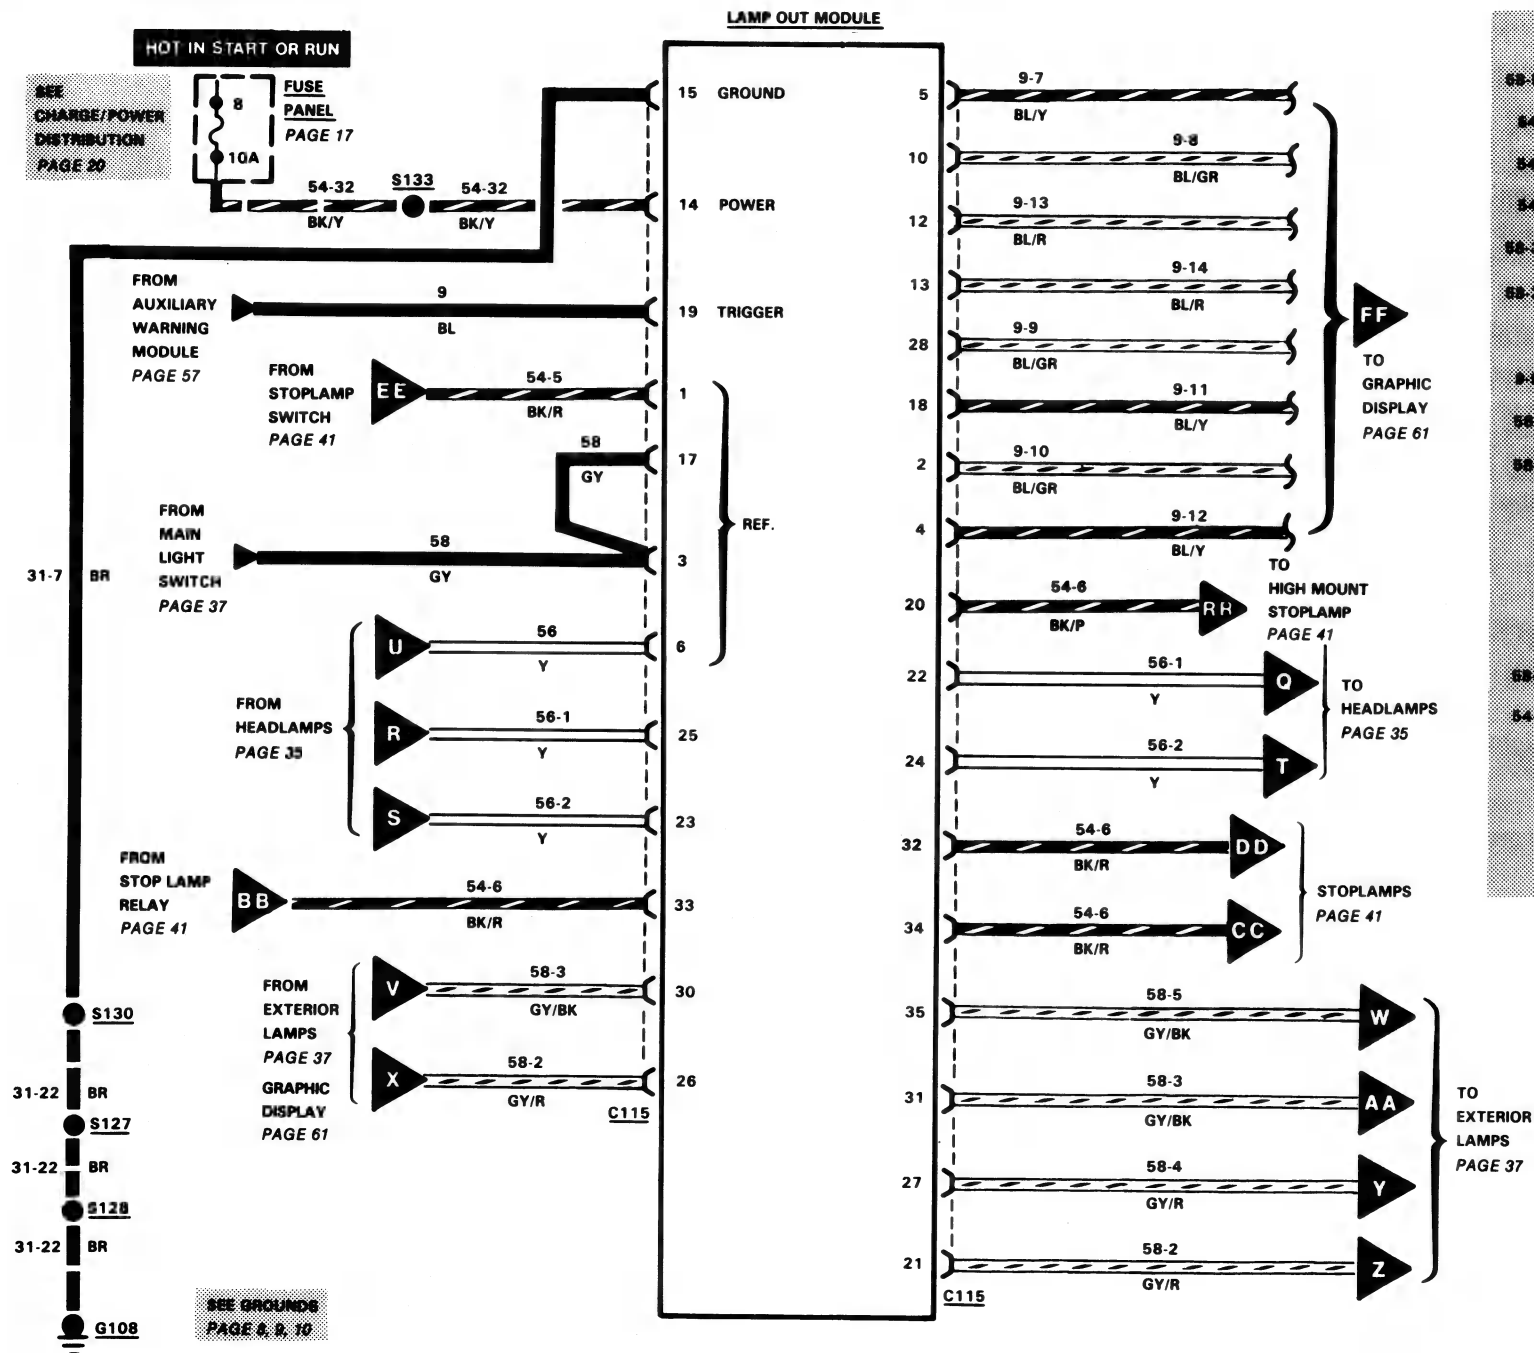 LAMP OUT MODULE
HOT IN START OR RUN
SEE
CHARGE/POWER
DISTRIBUTION
PAGE 20
8
10A
FUSE
PANEL
PAGE 17
54-32
BK/Y
S133
54-32
BK/Y
15 GROUND
14 POWER
FROM
AUXILIARY
WARNING
MODULE
PAGE 57
9
BL
19 TRIGGER
FROM
STOPLAMP
SWITCH
PAGE 41
EE
54-5
BK/R
1
58
GY
17
REF.
FROM
MAIN
LIGHT
SWITCH
PAGE 37
58
GY
3
31-7
BR
U
56
Y
6
FROM
HEADLAMPS
PAGE 35
R
56-1
Y
25
S
56-2
Y
23
FROM
STOP LAMP
RELAY
PAGE 41
BB
54-6
BK/R
33
FROM
EXTERIOR
LAMPS
PAGE 37
GRAPHIC
DISPLAY
PAGE 61
V
58-3
GY/BK
30
X
58-2
GY/R
26
C115
S130
31-22
BR
S127
31-22
BR
S128
31-22
BR
G108
SEE GROUNDS
PAGE 8, 9, 10
5
9-7
BL/Y
10
9-8
BL/GR
12
9-13
BL/R
13
9-14
BL/R
28
9-9
BL/GR
18
9-11
BL/Y
2
9-10
BL/GR
4
9-12
BL/Y
FF
TO
GRAPHIC
DISPLAY
PAGE 61
20
54-6
BK/P
RR
TO
HIGH MOUNT
STOPLAMP
PAGE 41
22
56-1
Y
Q
24
56-2
Y
T
TO
HEADLAMPS
PAGE 35
32
54-6
BK/R
DD
34
54-6
BK/R
CC
STOPLAMPS
PAGE 41
35
58-5
GY/BK
W
31
58-3
GY/BK
AA
27
58-4
GY/R
Y
21
58-2
GY/R
Z
C115
TO
EXTERIOR
LAMPS
PAGE 37